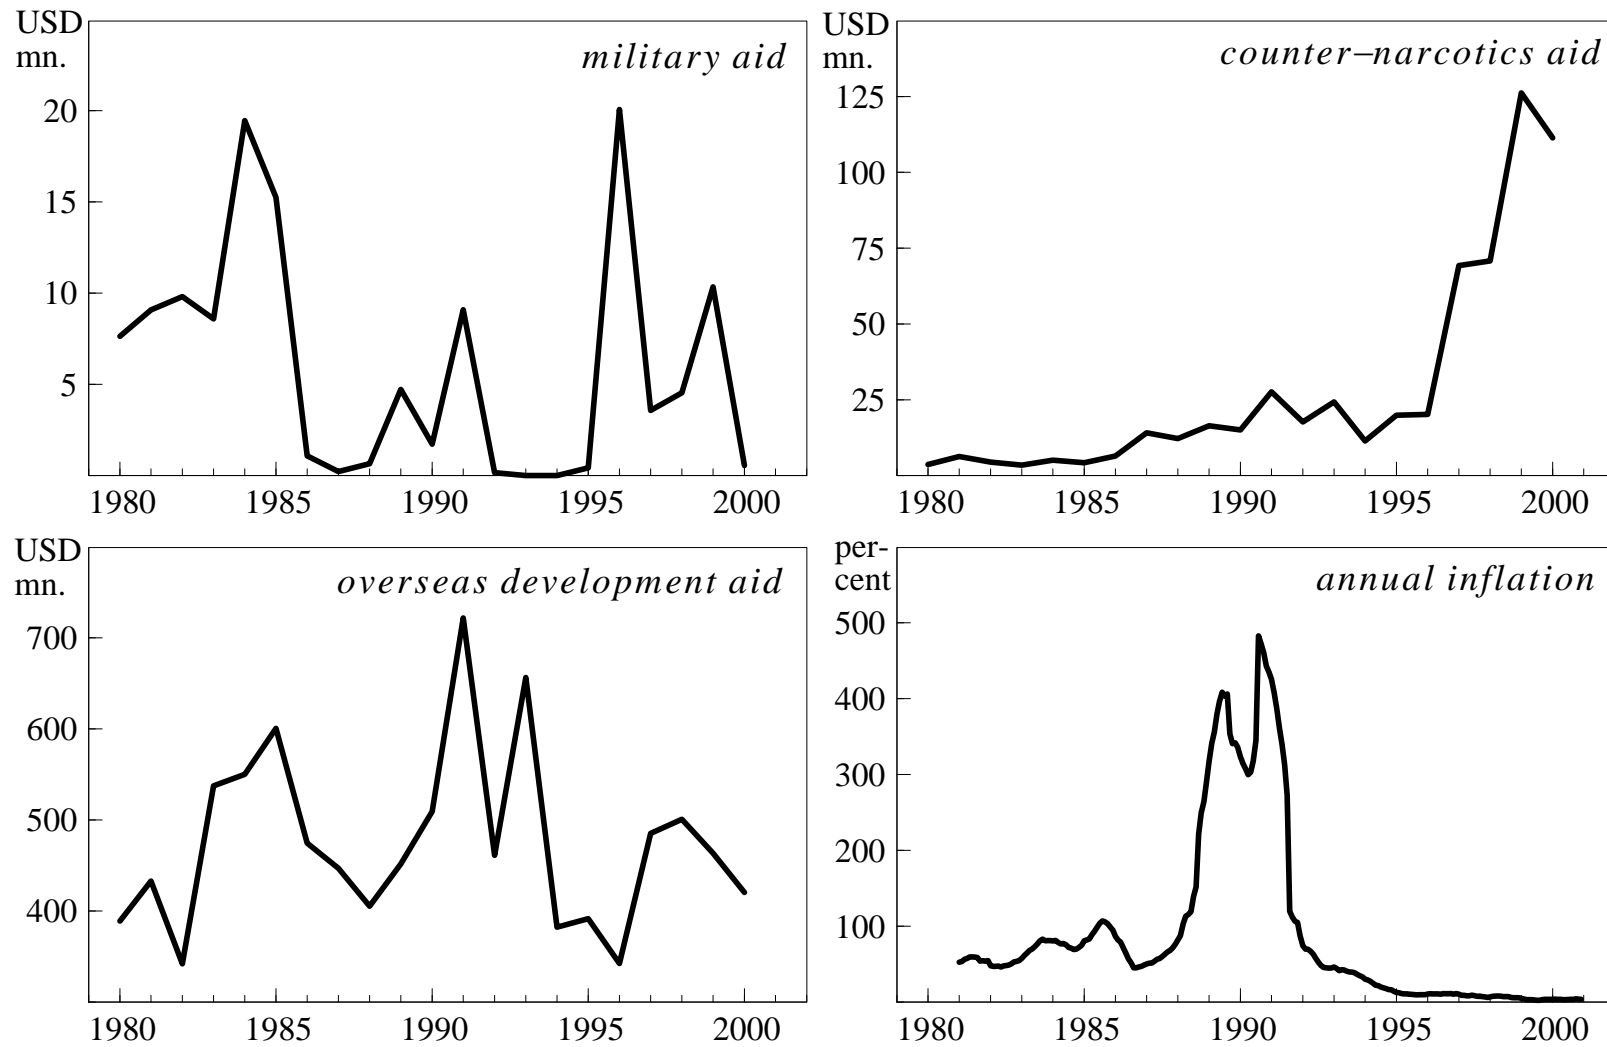 USD
mn.
military aid
20
15
10
5
1980 1985 1990 1995 2000
USD
mn.
counter–narcotics aid
125
100
75
50
25
1980 1985 1990 1995 2000
USD
mn.
overseas development aid
700
600
500
400
1980 1985 1990 1995 2000
per-
cent
annual inflation
500
400
300
200
100
1980 1985 1990 1995 2000